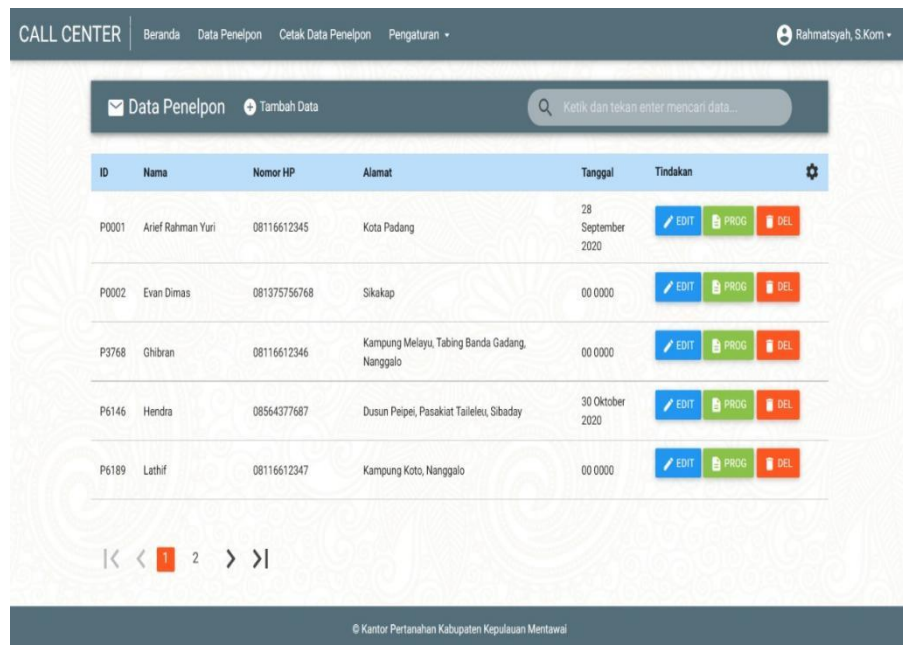 CALL CENTER Beranda Data Penelpon Cetak Data Penelpon Pengaturan Rahmatsyah, S.Kom
Data Penelpon Tambah Data Ketik dan tekan enter mencari data...
ID Nama Nomor HP Alamat Tanggal Tindakan
P0001 Arief Rahman Yuri 08116612345 Kota Padang 28 September 2020 EDIT PROG DEL
P0002 Evan Dimas 081375756768 Sikakap 00 0000 EDIT PROG DEL
P3768 Ghibran 08116612346 Kampung Melayu, Tabing Banda Gadang, Nanggalo 00 0000 EDIT PROG DEL
P6146 Hendra 08564377687 Dusun Peipei, Pasakiat Taileleu, Sibaday 30 Oktober 2020 EDIT PROG DEL
P6189 Lathif 08116612347 Kampung Koto, Nanggalo 00 0000 EDIT PROG DEL
1 2
© Kantor Pertanahan Kabupaten Kepulauan Mentawai